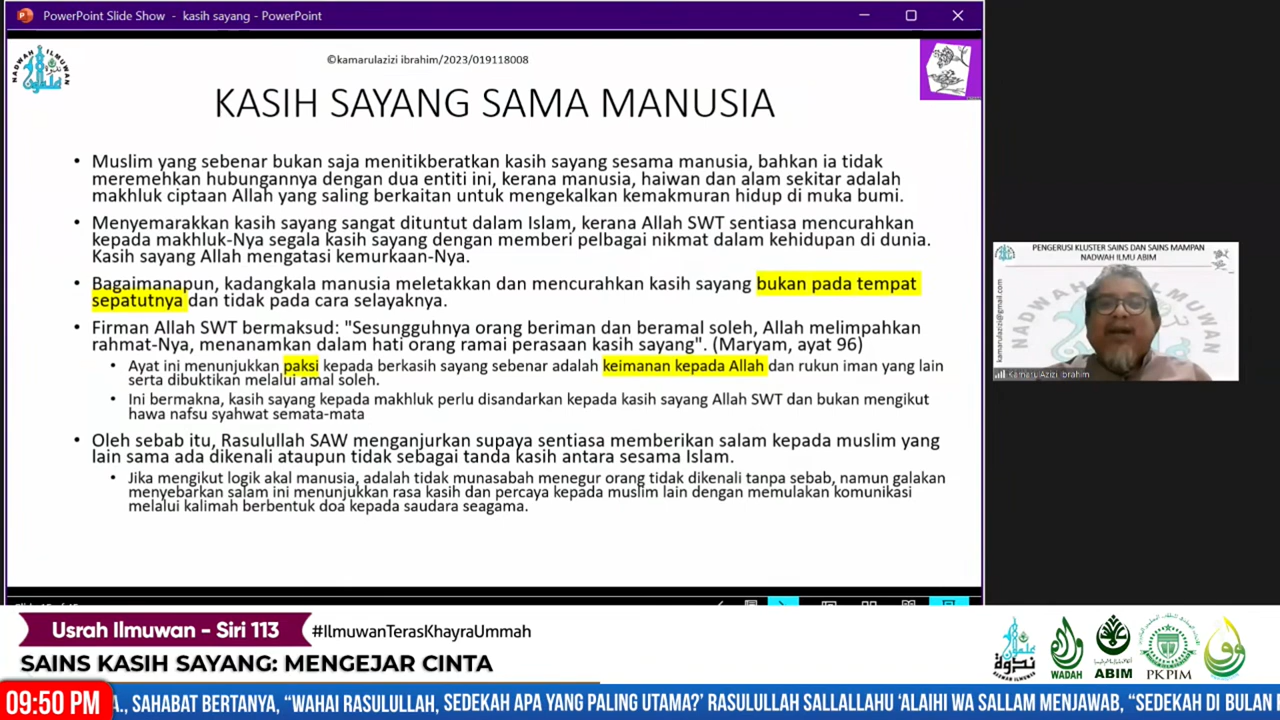 PowerPoint Slide Show - kasih sayang - PowerPoint
NADWAH ILMUWAN
©kamarulazizi ibrahim/2023/019118008
KASIH SAYANG SAMA MANUSIA
• Muslim yang sebenar bukan saja menitikberatkan kasih sayang sesama manusia, bahkan ia tidak
meremehkan hubungannya dengan dua entiti ini, kerana manusia, haiwan dan alam sekitar adalah
makhluk ciptaan Allah yang saling berkaitan untuk mengekalkan kemakmuran hidup di muka bumi.
• Menyemarakkan kasih sayang sangat dituntut dalam Islam, kerana Allah SWT sentiasa mencurahkan
kepada makhluk-Nya segala kasih sayang dengan memberi pelbagai nikmat dalam kehidupan di dunia.
Kasih sayang Allah mengatasi kemurkaan-Nya.
• Bagaimanapun, kadangkala manusia meletakkan dan mencurahkan kasih sayang bukan pada tempat
sepatutnya dan tidak pada cara selayaknya.
• Firman Allah SWT bermaksud: "Sesungguhnya orang beriman dan beramal soleh, Allah melimpahkan
rahmat-Nya, menanamkan dalam hati orang ramai perasaan kasih sayang". (Maryam, ayat 96)
• Ayat ini menunjukkan paksi kepada berkasih sayang sebenar adalah keimanan kepada Allah dan rukun iman yang lain
serta dibuktikan melalui amal soleh.
• Ini bermakna, kasih sayang kepada makhluk perlu disandarkan kepada kasih sayang Allah SWT dan bukan mengikut
hawa nafsu syahwat semata-mata
• Oleh sebab itu, Rasulullah SAW menganjurkan supaya sentiasa memberikan salam kepada muslim yang
lain sama ada dikenali ataupun tidak sebagai tanda kasih antara sesama Islam.
• Jika mengikut logik akal manusia, adalah tidak munasabah menegur orang tidak dikenali tanpa sebab, namun galakan
menyebarkan salam ini menunjukkan rasa kasih dan percaya kepada muslim lain dengan memulakan komunikasi
melalui kalimah berbentuk doa kepada saudara seagama.
PENGERUSI KLUSTER SAINS DAN SAINS MAMPAN
NADWAH ILMU ABIM
kamarulazizi@gmail.com
KamarulAzizi Ibrahim
Usrah Ilmuwan - Siri 113
#IlmuwanTerasKhayraUmmah
SAINS KASIH SAYANG: MENGEJAR CINTA
WADAH
ABIM
PKPIM
09:50 PM
A., SAHABAT BERTANYA, “WAHAI RASULULLAH, SEDEKAH APA YANG PALING UTAMA?’ RASULULLAH SALLALLAHU ‘ALAIHI WA SALLAM MENJAWAB, “SEDEKAH DI BULAN